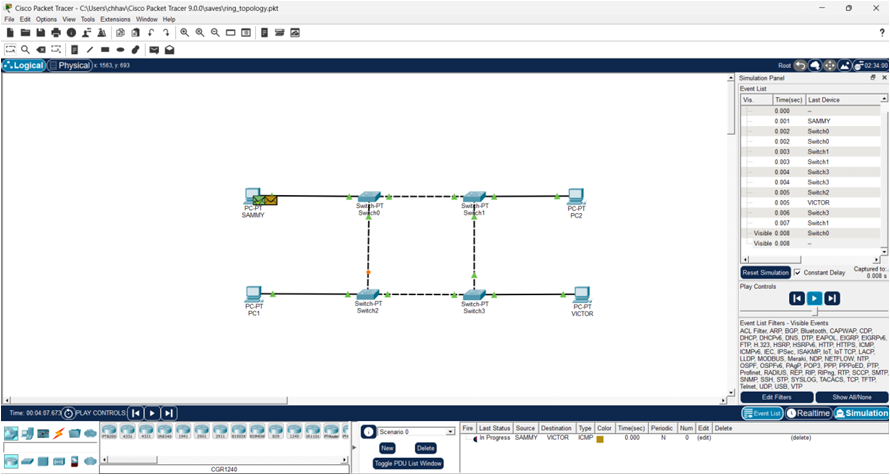 Cisco Packet Tracer - C:\Users\chhav\Cisco Packet Tracer 9.0.0\saves\ring_topology.pkt
File Edit Options View Tools Extensions Window Help
?
Logical Physical x: 1563, y: 693 Root 02:34:00
Simulation Panel
Event List
Vis. Time(sec) Last Device
0.000 --
0.001 SAMMY
0.002 Switch0
0.002 Switch0
0.003 Switch1
0.003 Switch1
0.004 Switch3
0.004 Switch3
0.005 Switch2
0.005 VICTOR
0.006 Switch3
0.007 Switch1
Visible 0.008 Switch0
Visible 0.008 --
Reset Simulation Constant Delay Captured to:
0.008 s
Play Controls
PC-PT
SAMMY
Switch-PT
Switch0
Switch-PT
Switch1
PC-PT
PC2
PC-PT
PC1
Switch-PT
Switch2
Switch-PT
Switch3
PC-PT
VICTOR
Event List Filters - Visible Events
ACL Filter, ARP, BGP, Bluetooth, CAPWAP, CDP,
DHCP, DHCPv6, DNS, DTP, EAPOL, EIGRP, EIGRPv6,
FTP, H.323, HSRP, HSRPv6, HTTP, HTTPS, ICMP,
ICMPv6, IEC, IPSec, ISAKMP, IoT, IoT TCP, LACP,
LLDP, MODBUS, Meraki, NDP, NETFLOW, NTP,
OSPF, OSPFv6, PAgP, POP3, PPP, PPPoED, PTP,
Profinet, RADIUS, REP, RIP, RIPng, RTP, SCCP, SMTP,
SNMP, SSH, STP, SYSLOG, TACACS, TCP, TFTP,
Telnet, UDP, USB, VTP
Edit Filters Show All/None
Time: 00:04:07.673 PLAY CONTROLS: Event List Realtime Simulation
Scenario 0
New Delete
Toggle PDU List Window
Fire Last Status Source Destination Type Color Time(sec) Periodic Num Edit Delete
In Progress SAMMY VICTOR ICMP 0.000 N 0 (edit) (delete)
4331 4321 1941 2901 2911 819 1240 829
CGR1240